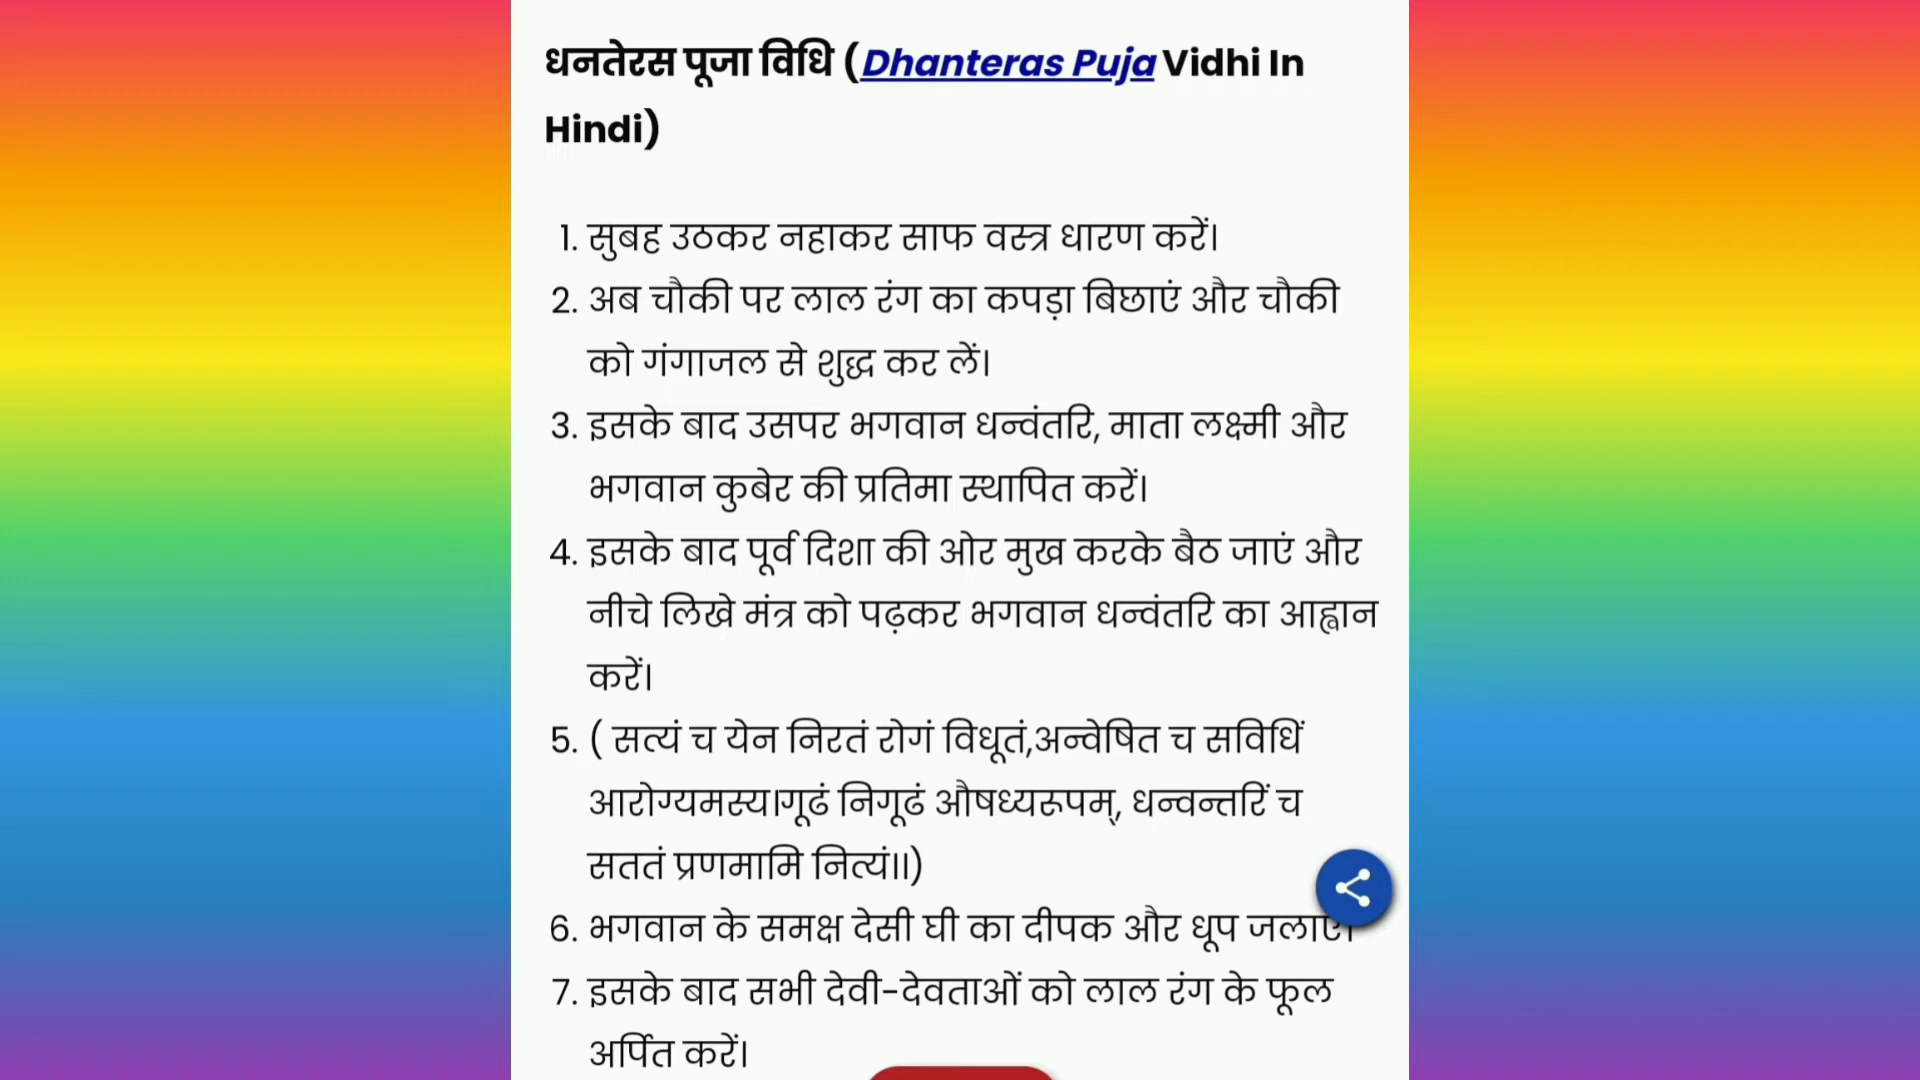 धनतेरस पूजा विधि (Dhanteras Puja Vidhi In
Hindi)
1. सुबह उठकर नहाकर साफ वस्त्र धारण करें।
2. अब चौकी पर लाल रंग का कपड़ा बिछाएं और चौकी
को गंगाजल से शुद्ध कर लें।
3. इसके बाद उसपर भगवान धन्वंतरि, माता लक्ष्मी और
भगवान कुबेर की प्रतिमा स्थापित करें।
4. इसके बाद पूर्व दिशा की ओर मुख करके बैठ जाएं और
नीचे लिखे मंत्र को पढ़कर भगवान धन्वंतरि का आह्वान
करें।
5. ( सत्यं च येन निरतं रोगं विधूतं,अन्वेषित च सविधिं
आरोग्यमस्य।गूढं निगूढं औषध्यरूपम्, धन्वन्तरिं च
सततं प्रणमामि नित्यं।।)
6. भगवान के समक्ष देसी घी का दीपक और धूप जलाएं।
7. इसके बाद सभी देवी-देवताओं को लाल रंग के फूल
अर्पित करें।